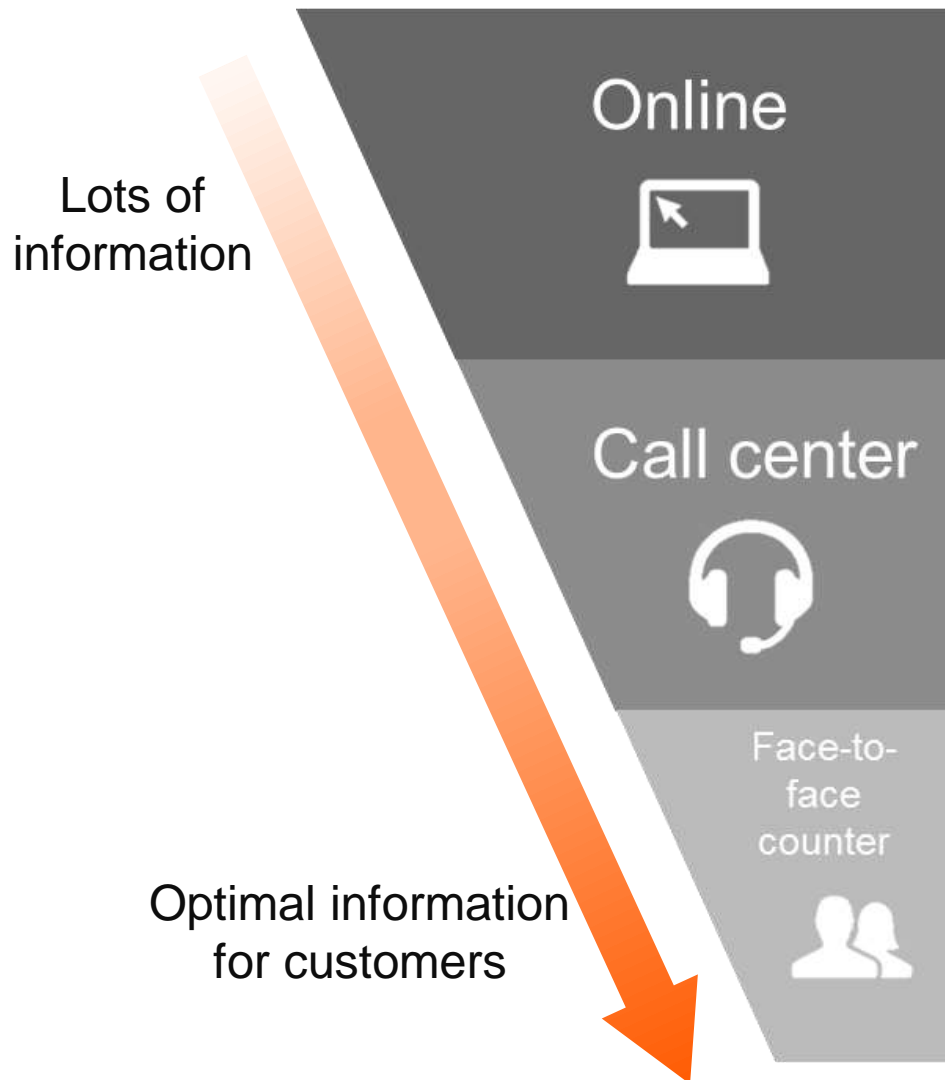 Online
Lots of
information
Call center
Face-to-
face
counter
Optimal information
for customers